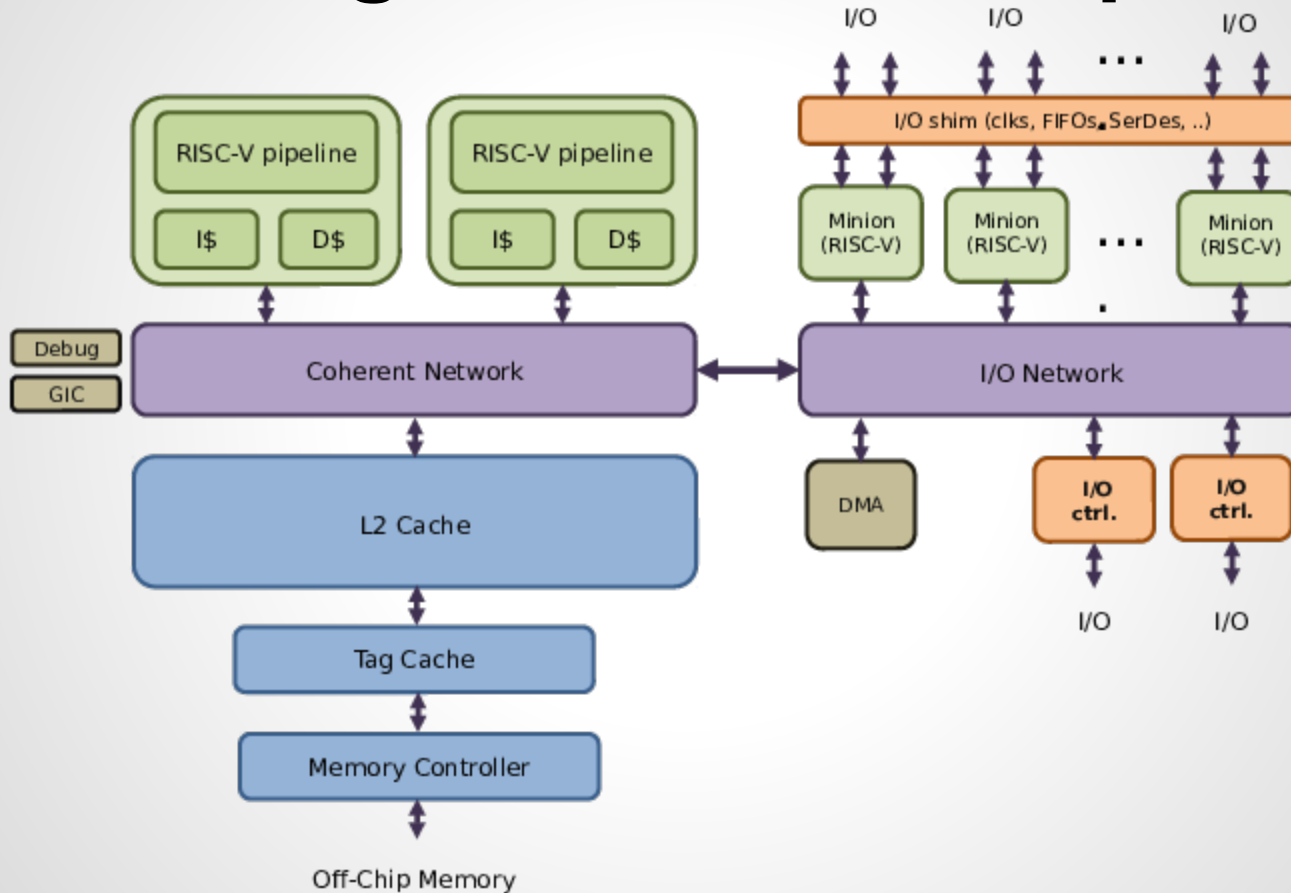 I/O I/O ... I/O
I/O shim (clks, FIFOs, SerDes, ..)
RISC-V pipeline
I$ D$
RISC-V pipeline
I$ D$
Minion
(RISC-V)
Minion
(RISC-V)
...
Minion
(RISC-V)
Debug
GIC
Coherent Network
I/O Network
L2 Cache
DMA
I/O
ctrl.
I/O
ctrl.
I/O I/O
Tag Cache
Memory Controller
Off-Chip Memory